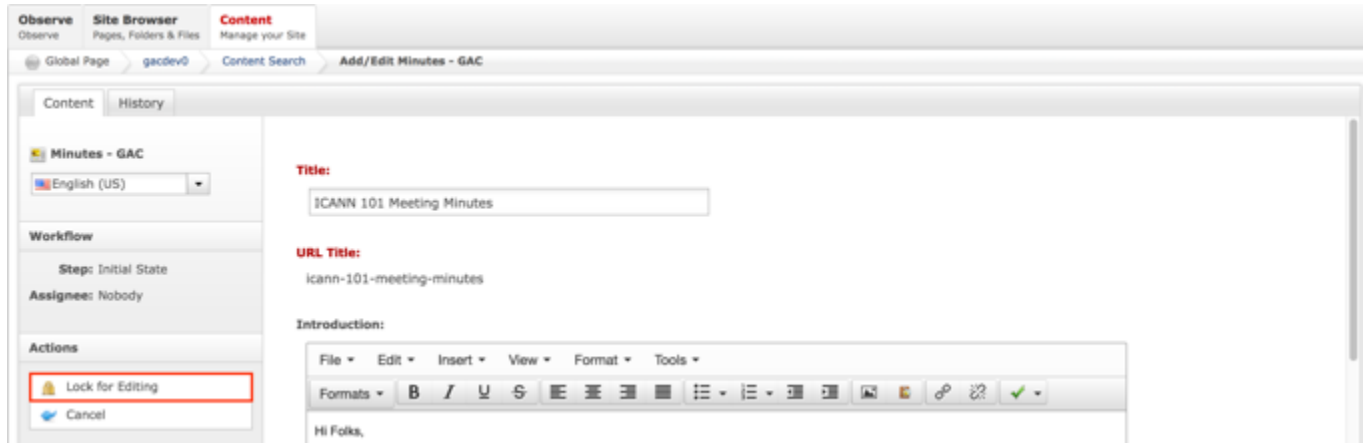 Observe Site Browser Content
Observe Pages, Folders & Files Manage your Site
Global Page gacdev0 Content Search Add/Edit Minutes - GAC
Content History
Minutes - GAC
English (US)
Workflow
Step: Initial State
Assignee: Nobody
Actions
Lock for Editing
Cancel
Title:
ICANN 101 Meeting Minutes
URL Title:
icann-101-meeting-minutes
Introduction:
File Edit Insert View Format Tools
Formats B I U S
Hi Folks,